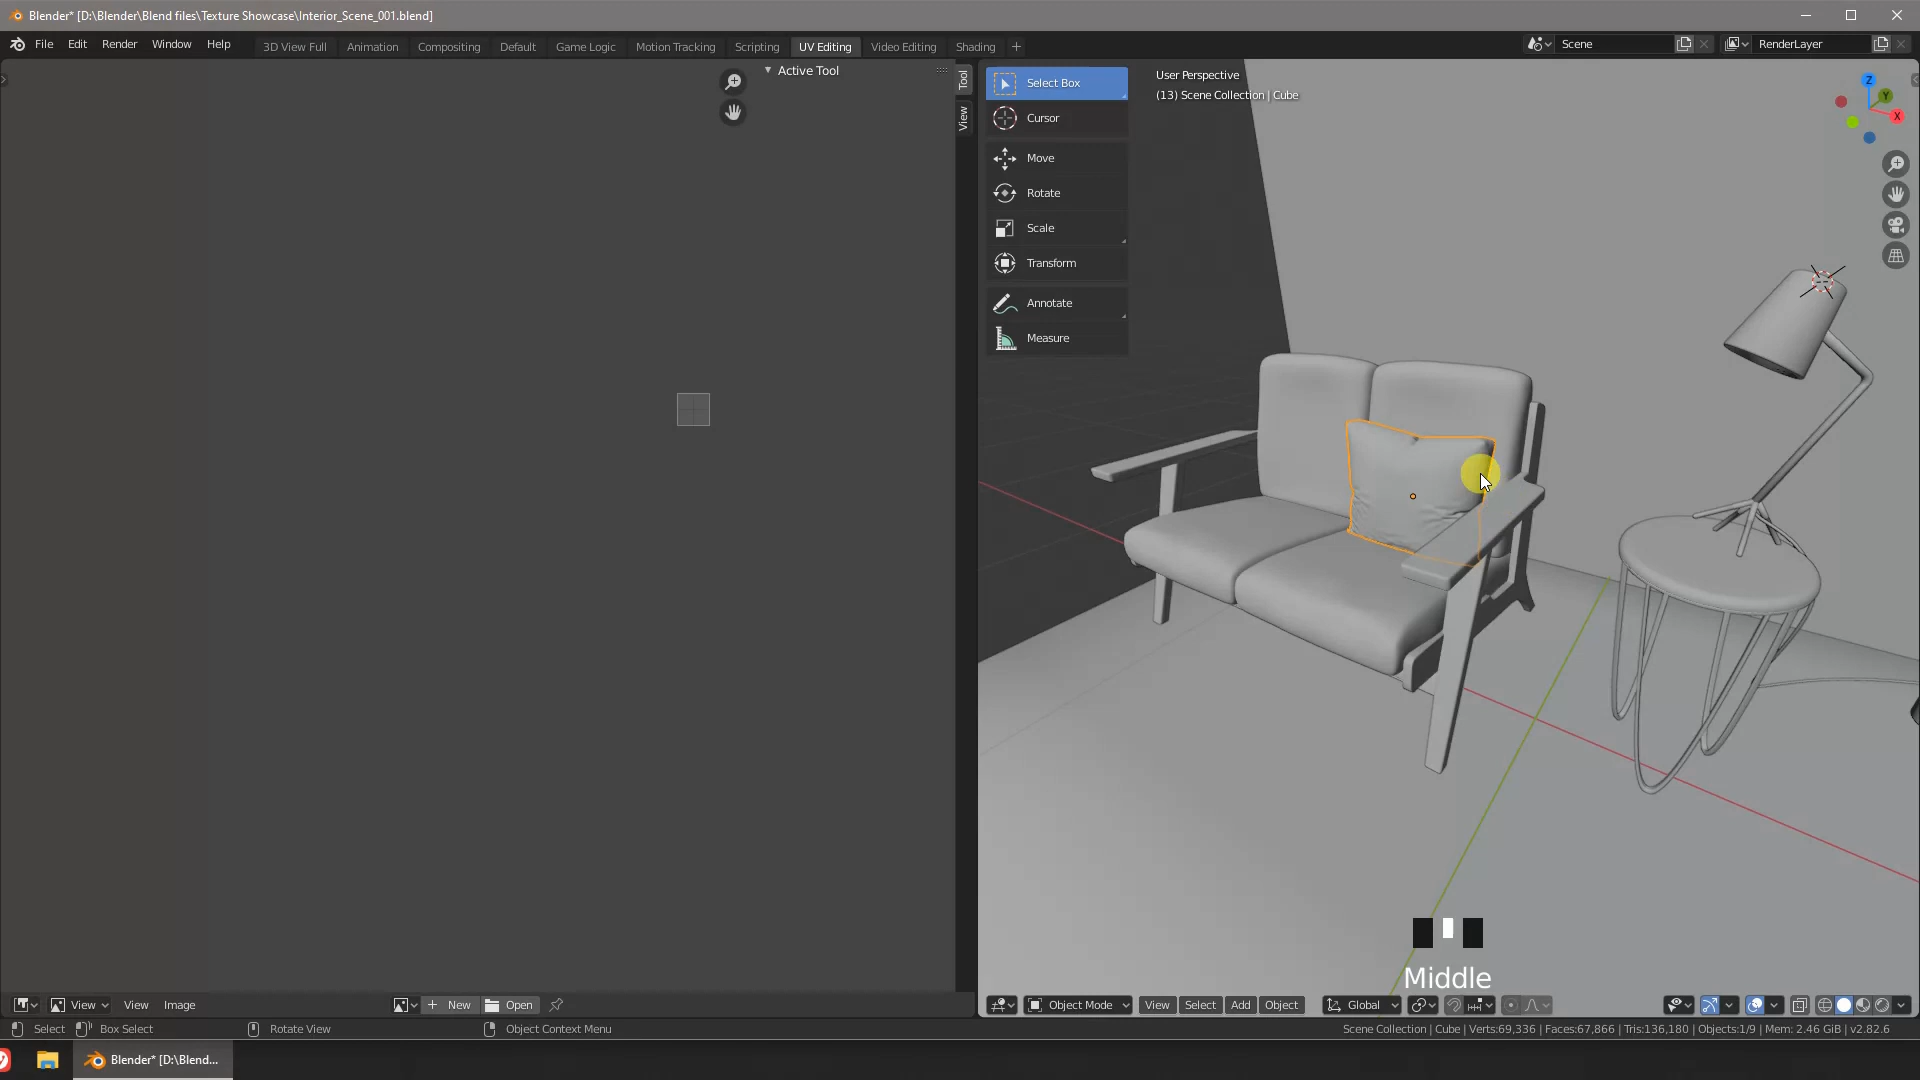 Blender* [D:\Blender\Blend files\Texture Showcase\Interior_Scene_001.blend]
File Edit Render Window Help 3D View Full Animation Compositing Default Game Logic Motion Tracking Scripting UV Editing Video Editing Shading + Scene RenderLayer
Active Tool
Tool
View
Select Box
Cursor
Move
Rotate
Scale
Transform
Annotate
Measure
User Perspective
(13) Scene Collection | Cube
Z
Y
X
Middle
View View Image + New Open
Object Mode View Select Add Object Global
Select Box Select Rotate View Object Context Menu
Scene Collection | Cube | Verts:69,336 | Faces:67,866 | Tris:136,180 | Objects:1/9 | Mem: 2.46 GiB | v2.82.6
Blender* [D:\Blend...